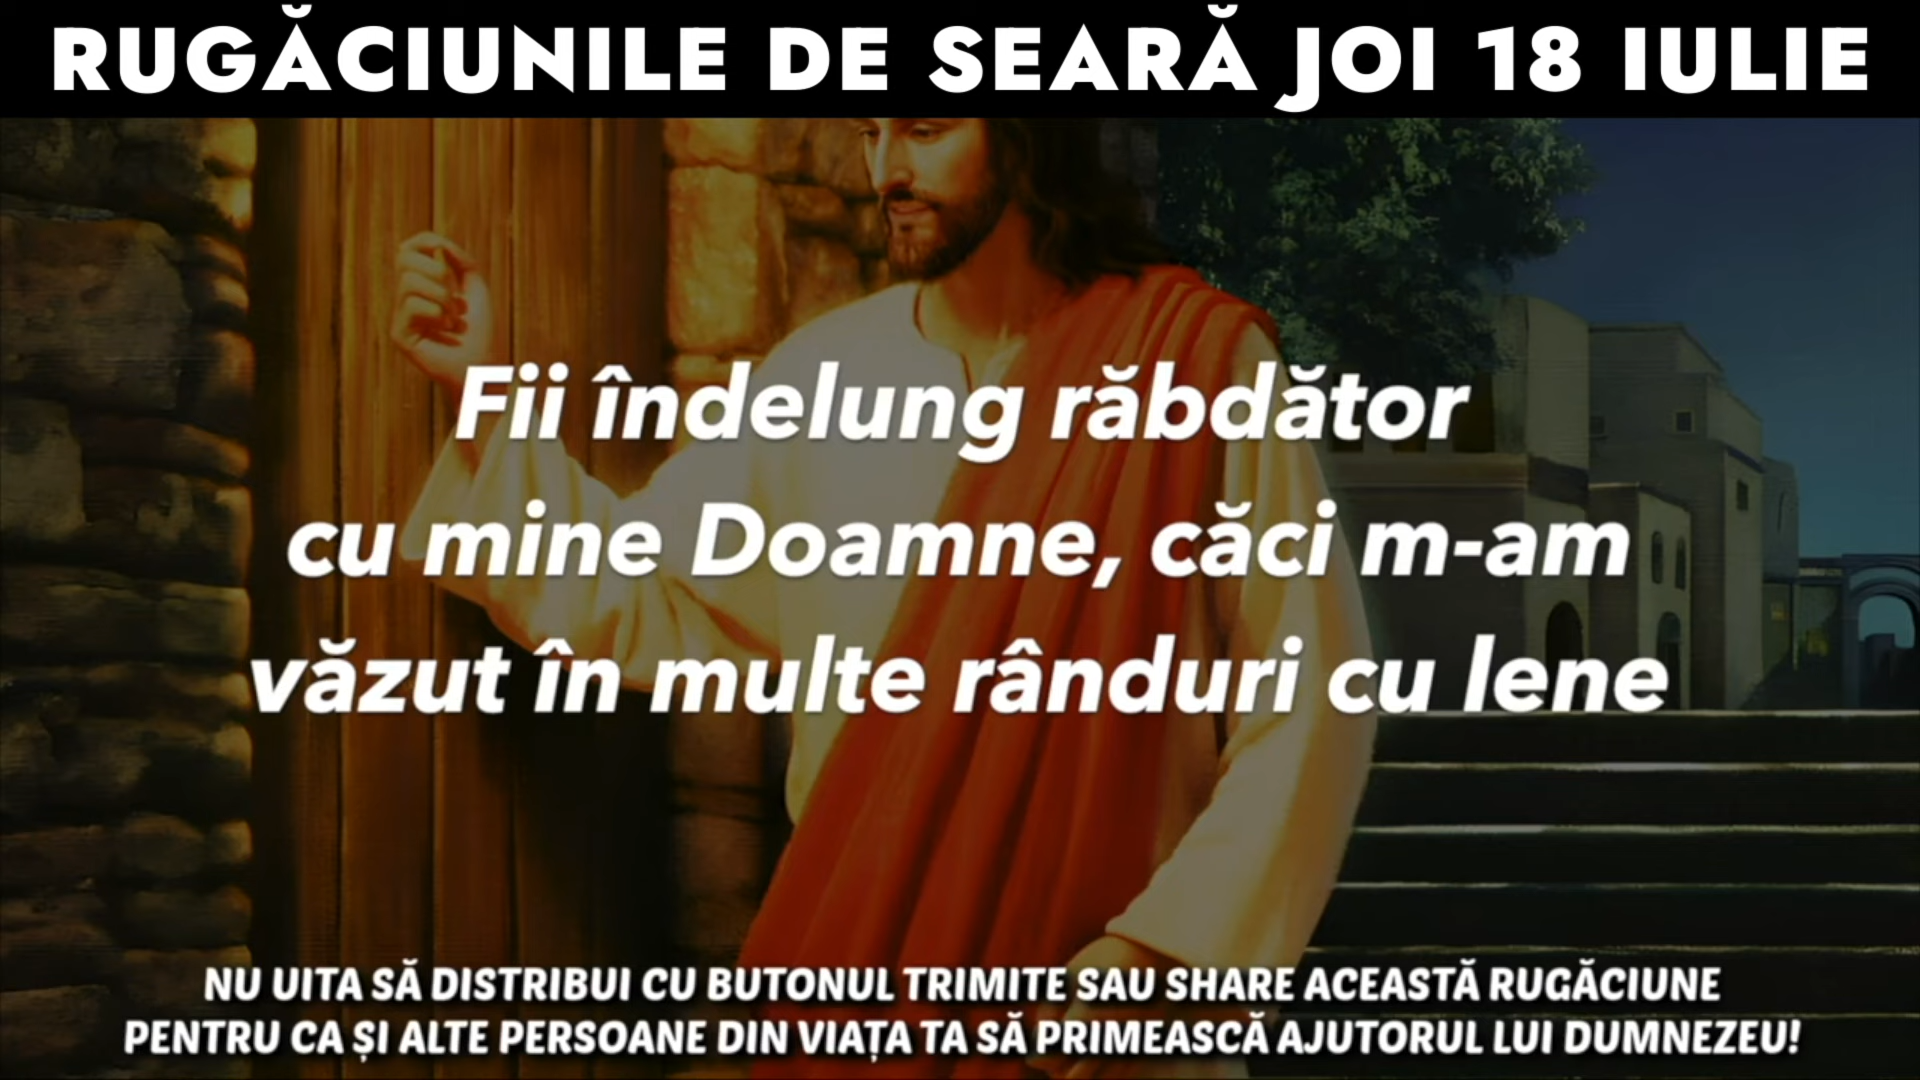 RUGĂCIUNILE DE SEARĂ JOI 18 IULIE
Fii îndelung răbdător
cu mine Doamne, căci m-am
văzut în multe rânduri cu lene
NU UITA SĂ DISTRIBUI CU BUTONUL TRIMITE SAU SHARE ACEASTĂ RUGĂCIUNE
PENTRU CA ȘI ALTE PERSOANE DIN VIAȚA TA SĂ PRIMEASCĂ AJUTORUL LUI DUMNEZEU!